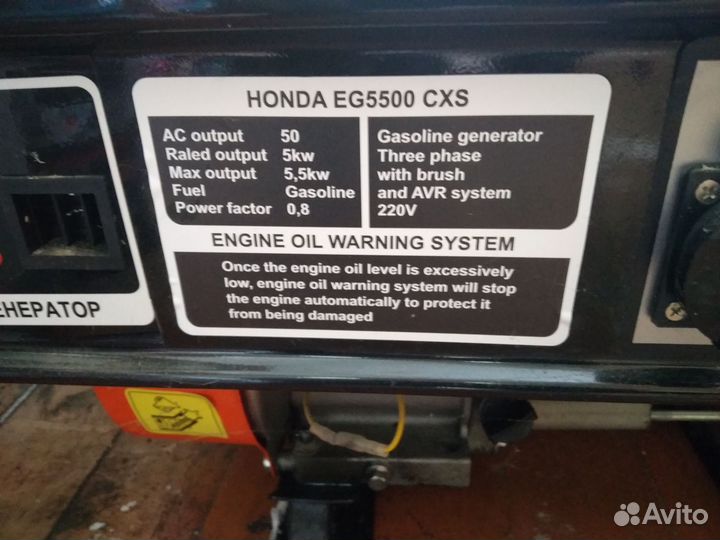 HONDA EG5500 CXS
AC output 50
Raled output 5kw
Max output 5,5kw
Fuel Gasoline
Power factor 0,8
Gasoline generator
Three phase
with brush
and AVR system
220V
ENGINE OIL WARNING SYSTEM
Once the engine oil level is excessively
low, engine oil warning system will stop
the engine automatically to protect it
from being damaged
ЕНЕРАТОР
Avito